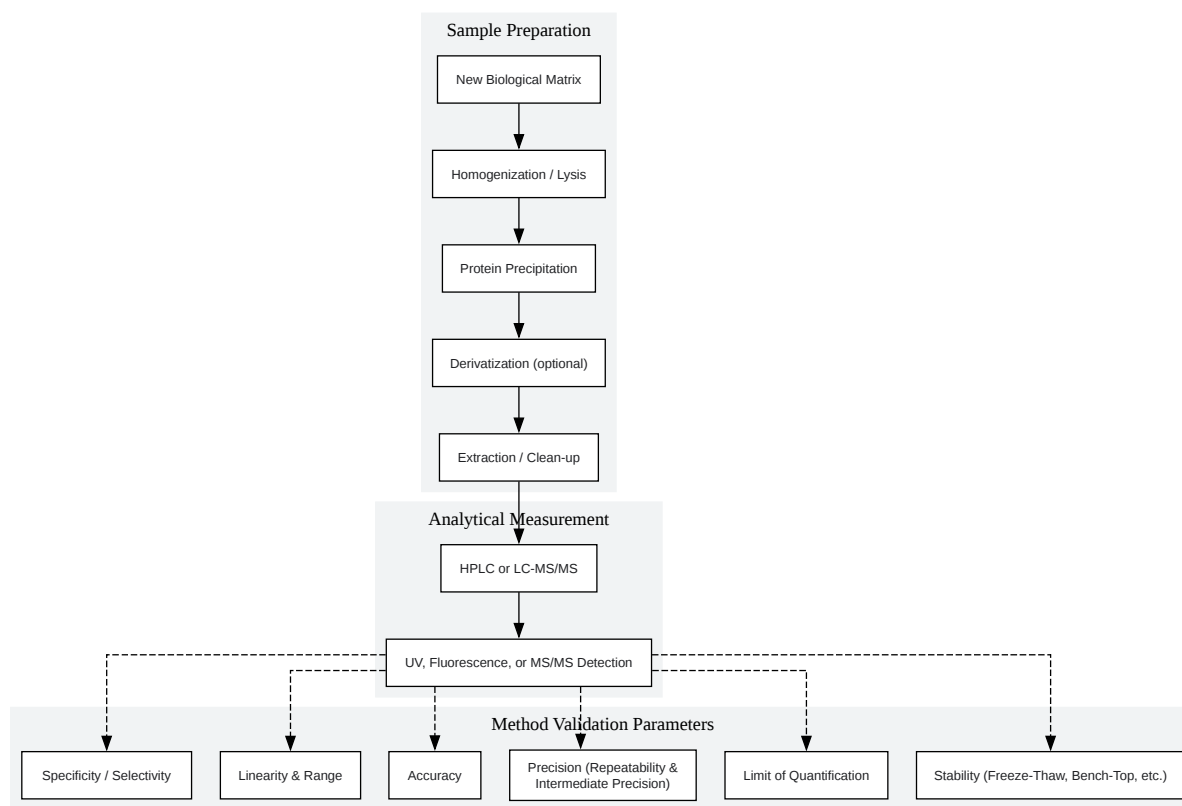 Sample Preparation
New Biological Matrix
Homogenization / Lysis
Protein Precipitation
Derivatization (optional)
Extraction / Clean-up
Analytical Measurement
HPLC or LC-MS/MS
UV, Fluorescence, or MS/MS Detection
Method Validation Parameters
Specificity / Selectivity
Linearity & Range
Accuracy
Precision (Repeatability &
Intermediate Precision)
Limit of Quantification
Stability (Freeze-Thaw, Bench-Top, etc.)